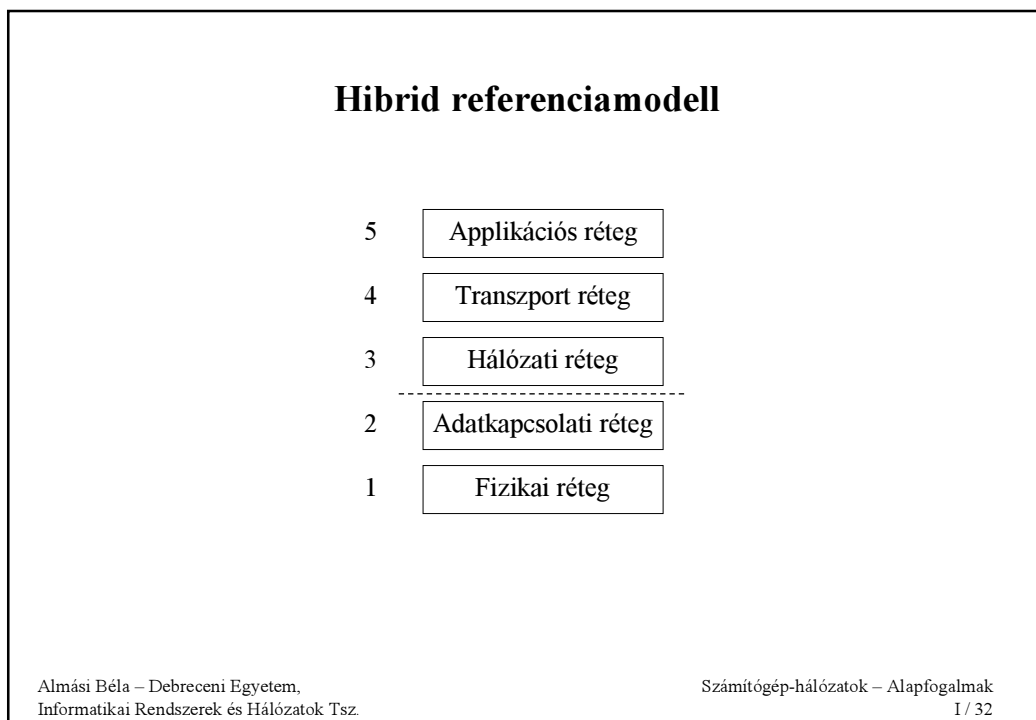 Hibrid referenciamodell
5 Applikációs réteg
4 Transzport réteg
3 Hálózati réteg
2 Adatkapcsolati réteg
1 Fizikai réteg
Almási Béla – Debreceni Egyetem,
Informatikai Rendszerek és Hálózatok Tsz.
Számítógép-hálózatok – Alapfogalmak
I / 32